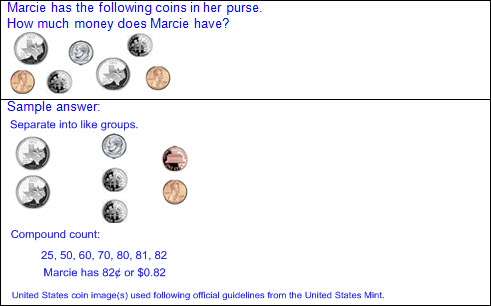 Marcie has the following coins in her purse.
How much money does Marcie have?
Sample answer:
Separate into like groups.
Compound count:
25, 50, 60, 70, 80, 81, 82
Marcie has 82¢ or $0.82
United States coin image(s) used following official guidelines from the United States Mint.